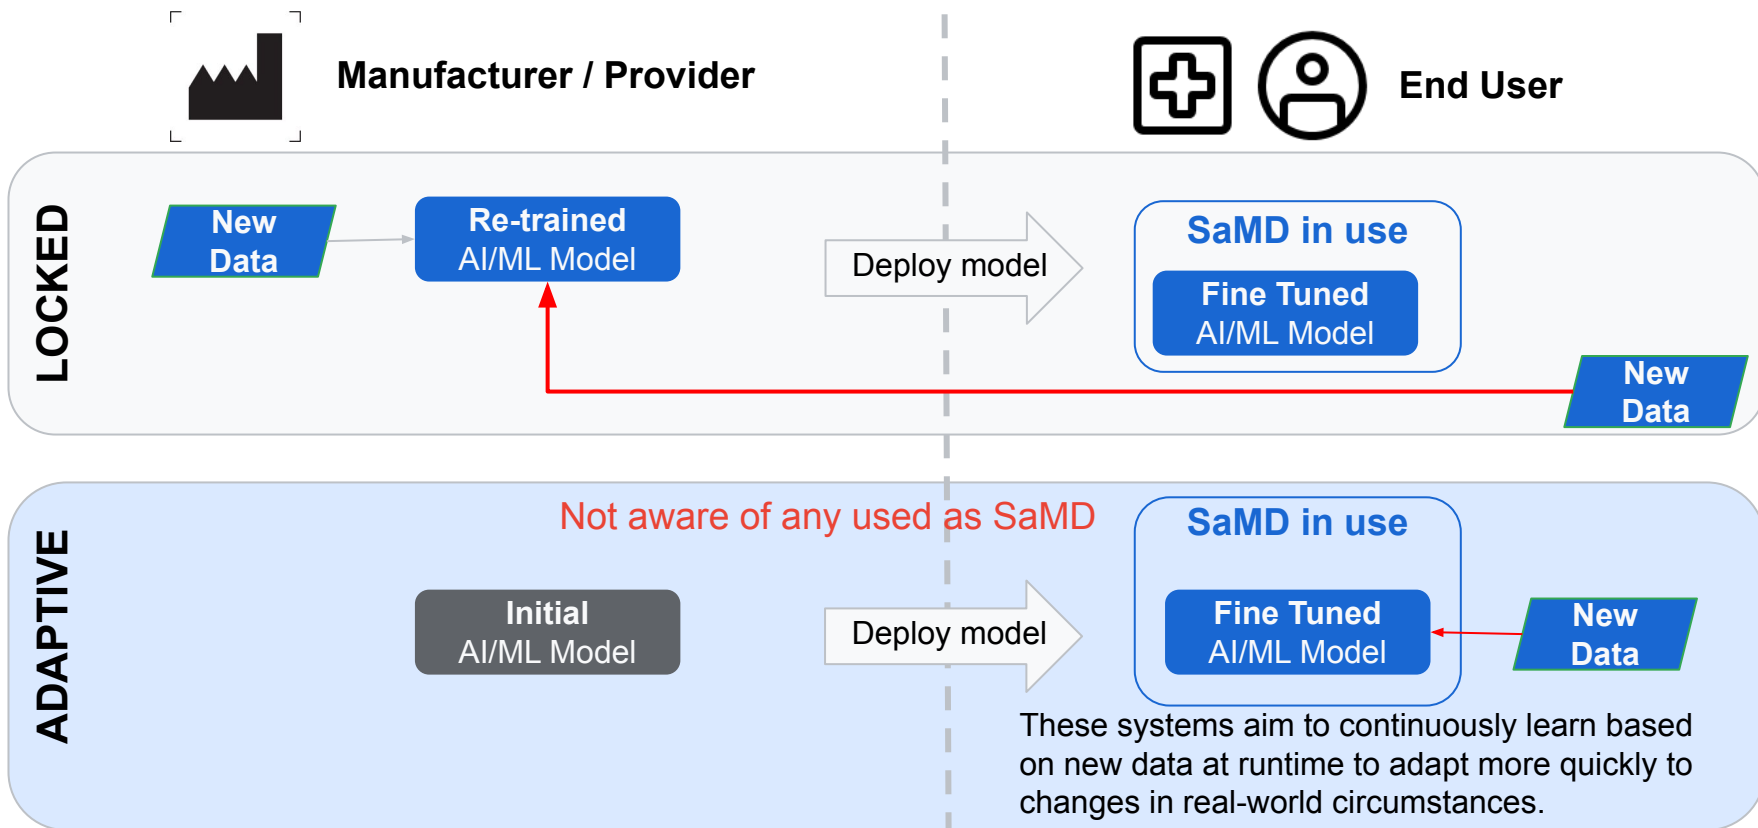 Manufacturer / Provider
End User
LOCKED
New
Data
Re-trained
AI/ML Model
Deploy model
SaMD in use
Fine Tuned
AI/ML Model
New
Data
ADAPTIVE
Not aware of any used as SaMD
Initial
AI/ML Model
Deploy model
SaMD in use
Fine Tuned
AI/ML Model
New
Data
These systems aim to continuously learn based
on new data at runtime to adapt more quickly to
changes in real-world circumstances.